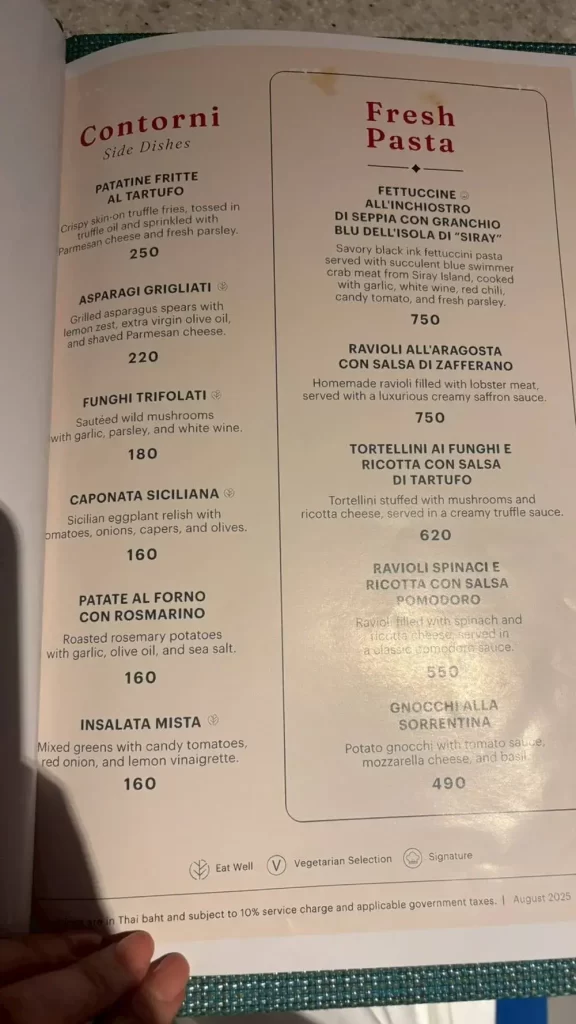 Contorni
Side Dishes
PATATINE FRITTE
AL TARTUFO
Crispy skin-on truffle fries, tossed in
truffle oil and sprinkled with
Parmesan cheese and fresh parsley.
250
ASPARAGI GRIGLIATI
Grilled asparagus spears with
lemon zest, extra virgin olive oil,
and shaved Parmesan cheese.
220
FUNGHI TRIFOLATI
Sautéed wild mushrooms
with garlic, parsley, and white wine.
180
CAPONATA SICILIANA
Sicilian eggplant relish with
omatoes, onions, capers, and olives.
160
PATATE AL FORNO
CON ROSMARINO
Roasted rosemary potatoes
with garlic, olive oil, and sea salt.
160
INSALATA MISTA
Mixed greens with candy tomatoes,
red onion, and lemon vinaigrette.
160
Fresh
Pasta
FETTUCCINE
ALL'INCHIOSTRO
DI SEPPIA CON GRANCHIO
BLU DELL'ISOLA DI "SIRAY"
Savory black ink fettuccini pasta
served with succulent blue swimmer
crab meat from Siray Island, cooked
with garlic, white wine, red chili,
candy tomato, and fresh parsley.
750
RAVIOLI ALL'ARAGOSTA
CON SALSA DI ZAFFERANO
Homemade ravioli filled with lobster meat,
served with a luxurious creamy saffron sauce.
750
TORTELLINI AI FUNGHI E
RICOTTA CON SALSA
DI TARTUFO
Tortellini stuffed with mushrooms and
ricotta cheese, served in a creamy truffle sauce.
620
RAVIOLI SPINACI E
RICOTTA CON SALSA
POMODORO
Ravioli filled with spinach and
ricotta cheese, served in
a classic pomodoro sauce.
550
GNOCCHI ALLA
SORRENTINA
Potato gnocchi with tomato sauce,
mozzarella cheese, and basil.
490
Eat Well V Vegetarian Selection Signature
are in Thai baht and subject to 10% service charge and applicable government taxes. | August 2025